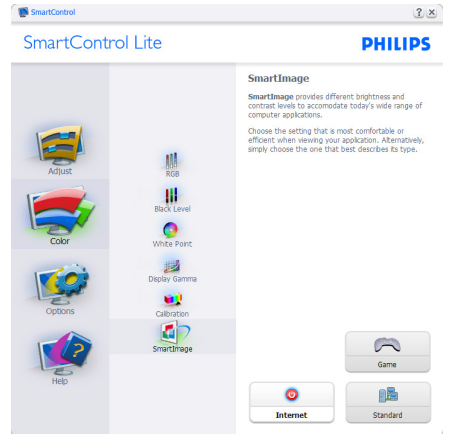 SmartControl
SmartControl Lite
PHILIPS
Adjust
Color
Options
Help
RGB
Black Level
White Point
Display Gamma
Calibration
SmartImage
SmartImage
SmartImage provides different brightness and
contrast levels to accomodate today's wide range of
computer applications.
Choose the setting that is most comfortable or
efficient when viewing your application. Alternatively,
simply choose the one that best describes its type.
Game
Internet
Standard